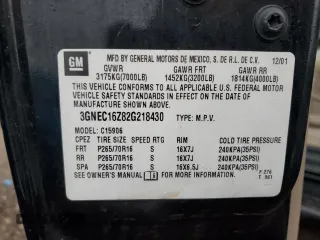 GM
MFD BY GENERAL MOTORS DE MEXICO, S. DE R.L. DE C.V. 12/01
GVWR GAWR FRT GAWR RR
3175KG(7000LB) 1452KG(3200LB) 1814KG(4000LB)
THIS VEHICLE CONFORMS TO ALL APPLICABLE U.S. FEDERAL MOTOR
VEHICLE SAFETY STANDARDS IN EFFECT ON THE DATE OF
MANUFACTURE SHOWN ABOVE.
3GNEC16Z82G218430 TYPE: M.P.V.
MODEL: C15906
CPEZ TIRE SIZE SPEED RTG RIM COLD TIRE PRESSURE
FRT P265/70R16 S 16X7J 240KPA(35PSI)
RR P265/70R16 S 16X7J 240KPA(35PSI)
SPA P265/70R16 S 16X6.5J 240KPA(35PSI)
SEE OWNER'S MANUAL